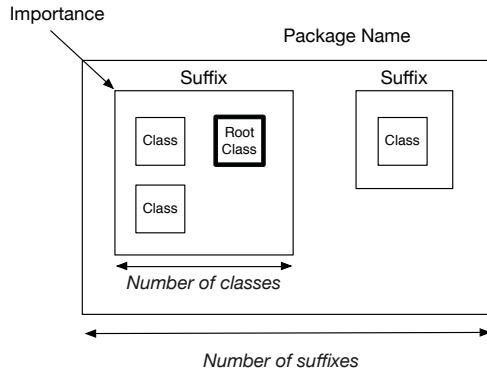 Importance
Package Name
Suffix
Suffix
Class
Root
Class
Class
Class
Number of classes
Number of suffixes